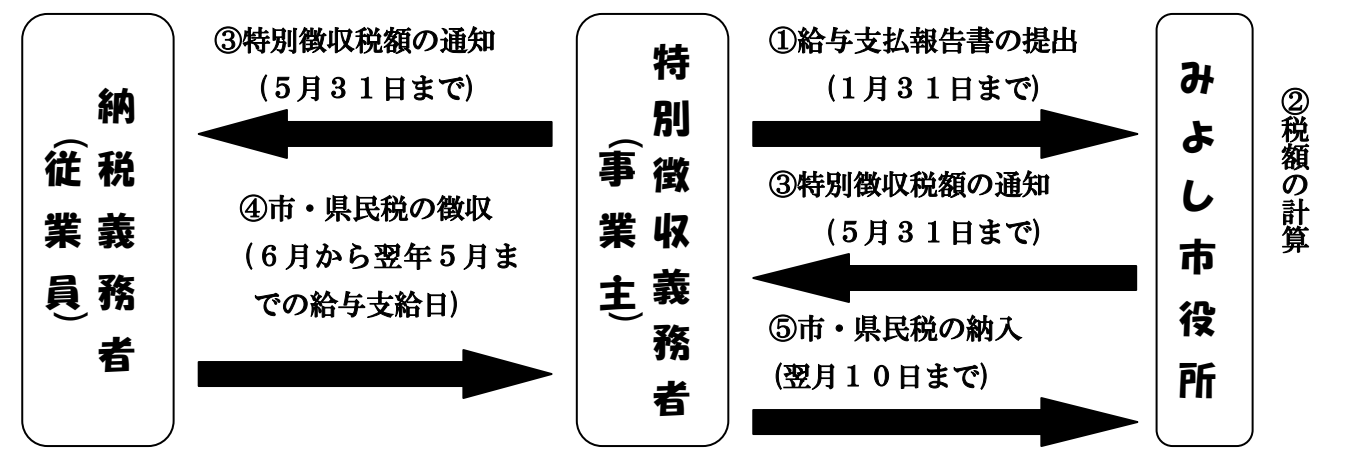 納税義務者
(従業員)
③特別徴収税額の通知
(5月31日まで)
④市・県民税の徴収
(6月から翌年5月ま
での給与支給日)
特別徴収義務者
(事業主)
①給与支払報告書の提出
(1月31日まで)
③特別徴収税額の通知
(5月31日まで)
⑤市・県民税の納入
(翌月10日まで)
みよし市役所
②税額の計算